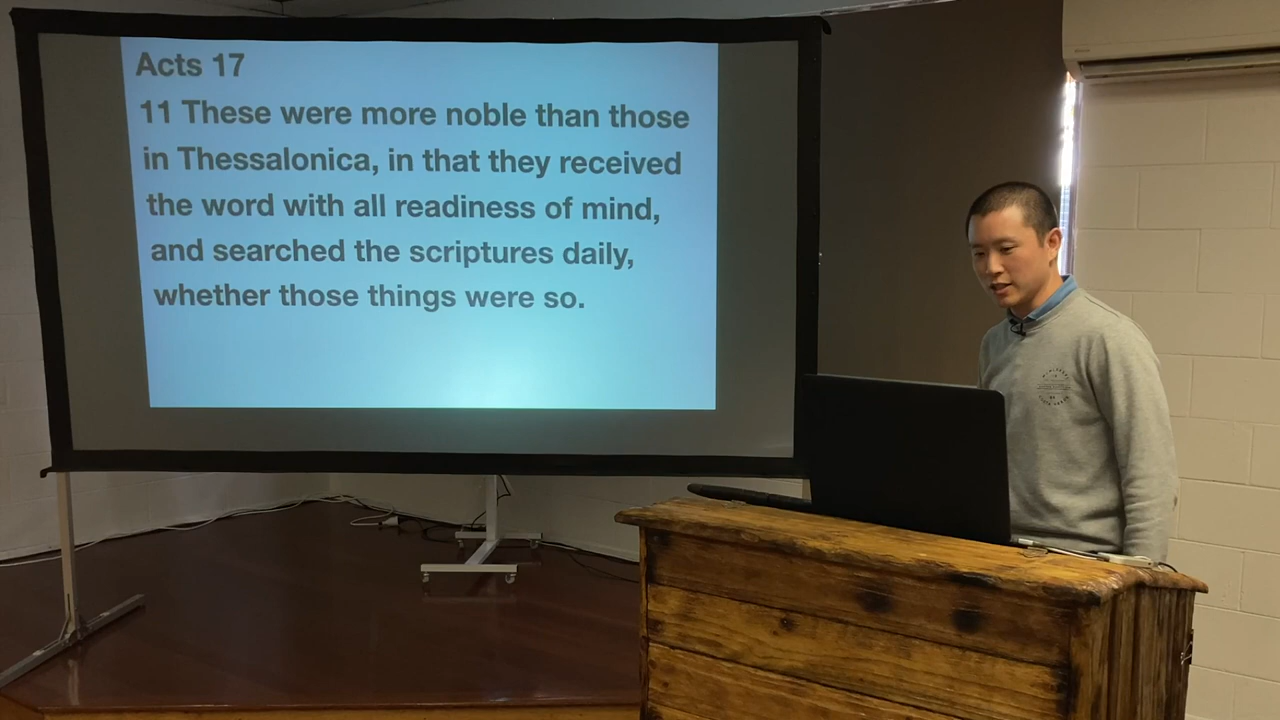 Acts 17
11 These were more noble than those
in Thessalonica, in that they received
the word with all readiness of mind,
and searched the scriptures daily,
whether those things were so.